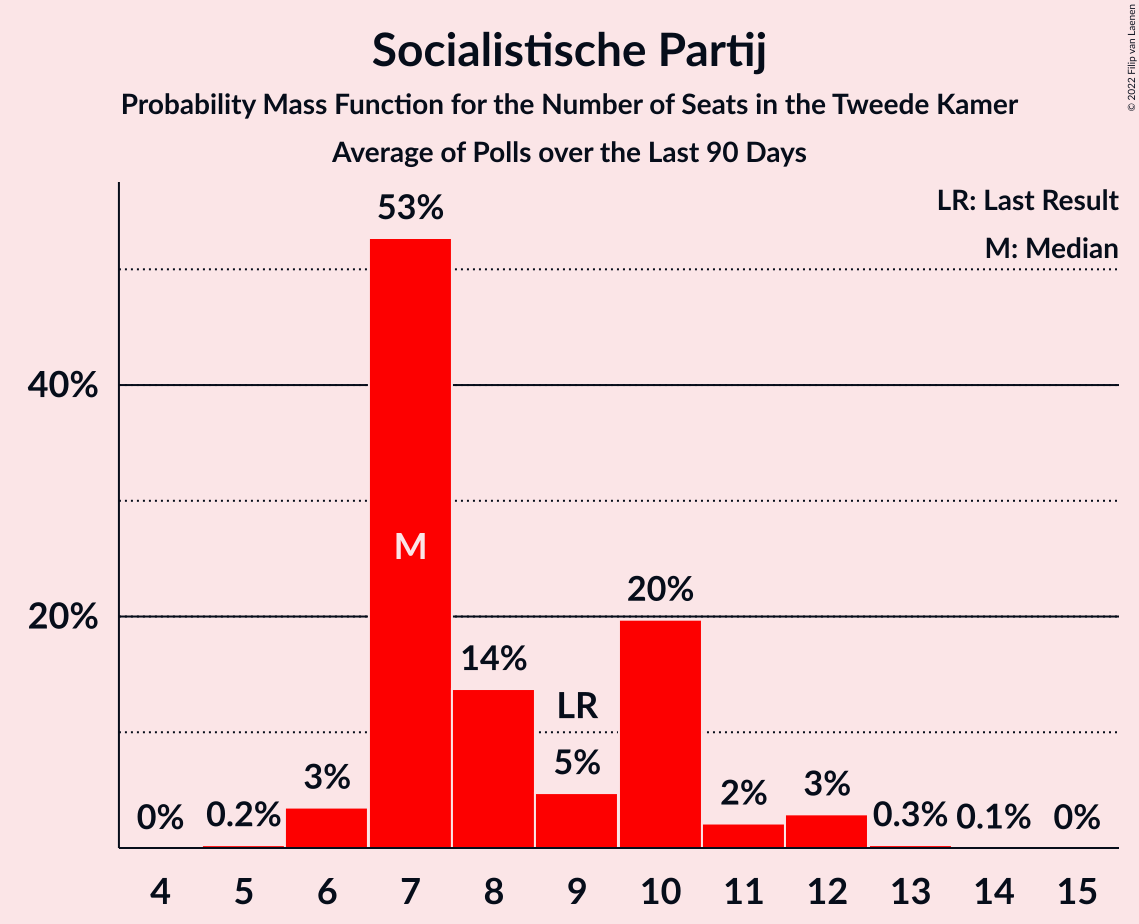 Socialistische Partij
Probability Mass Function for the Number of Seats in the Tweede Kamer
Average of Polls over the Last 90 Days
© 2022 Filip van Laenen
LR: Last Result
M: Median
53%
40%
M
20%
20%
14%
LR
5%
3%
3%
2%
0%
0.2%
0.3%
0.1%
0%
4 5 6 7 8 9 10 11 12 13 14 15